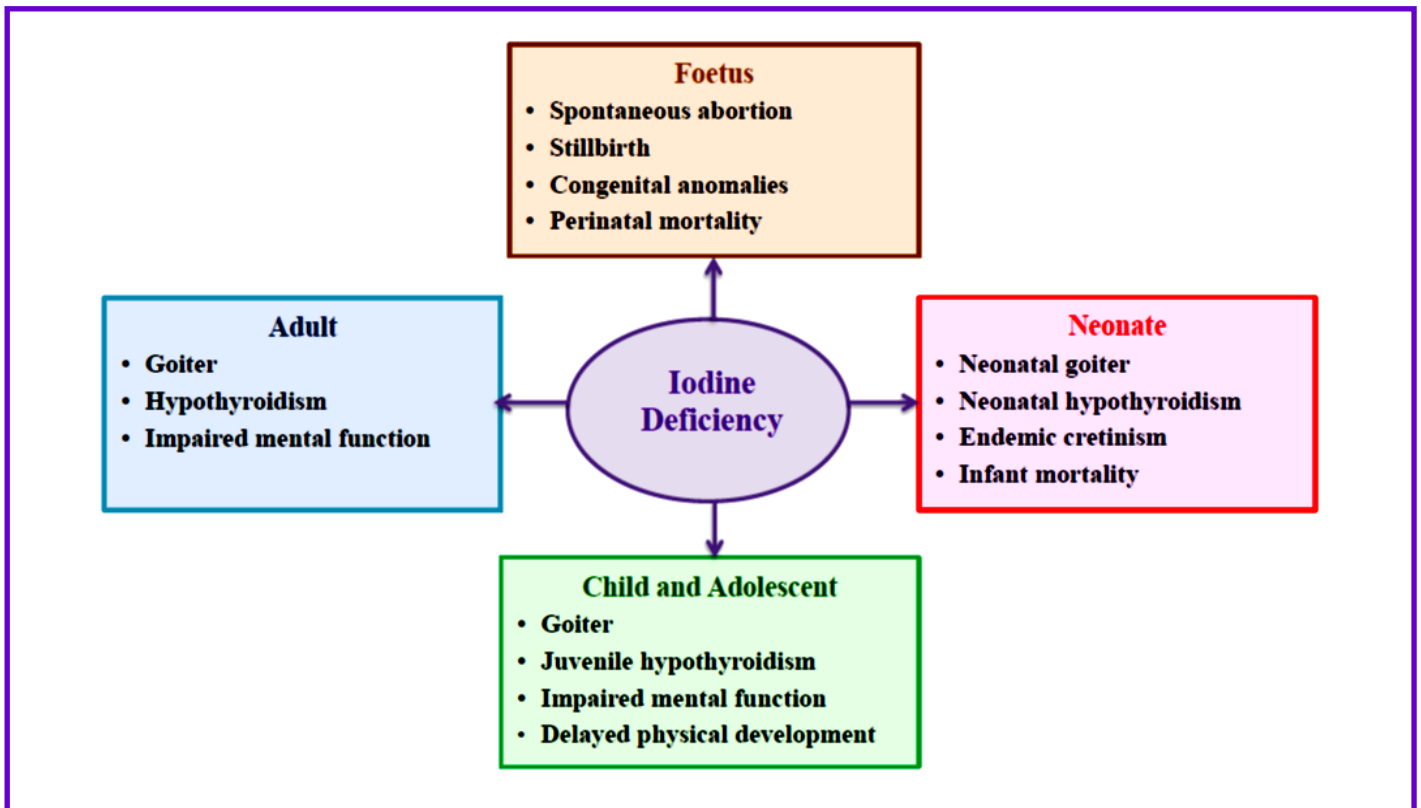 Foetus
• Spontaneous abortion
• Stillbirth
• Congenital anomalies
• Perinatal mortality
Adult
• Goiter
• Hypothyroidism
• Impaired mental function
Iodine
Deficiency
Neonate
• Neonatal goiter
• Neonatal hypothyroidism
• Endemic cretinism
• Infant mortality
Child and Adolescent
• Goiter
• Juvenile hypothyroidism
• Impaired mental function
• Delayed physical development